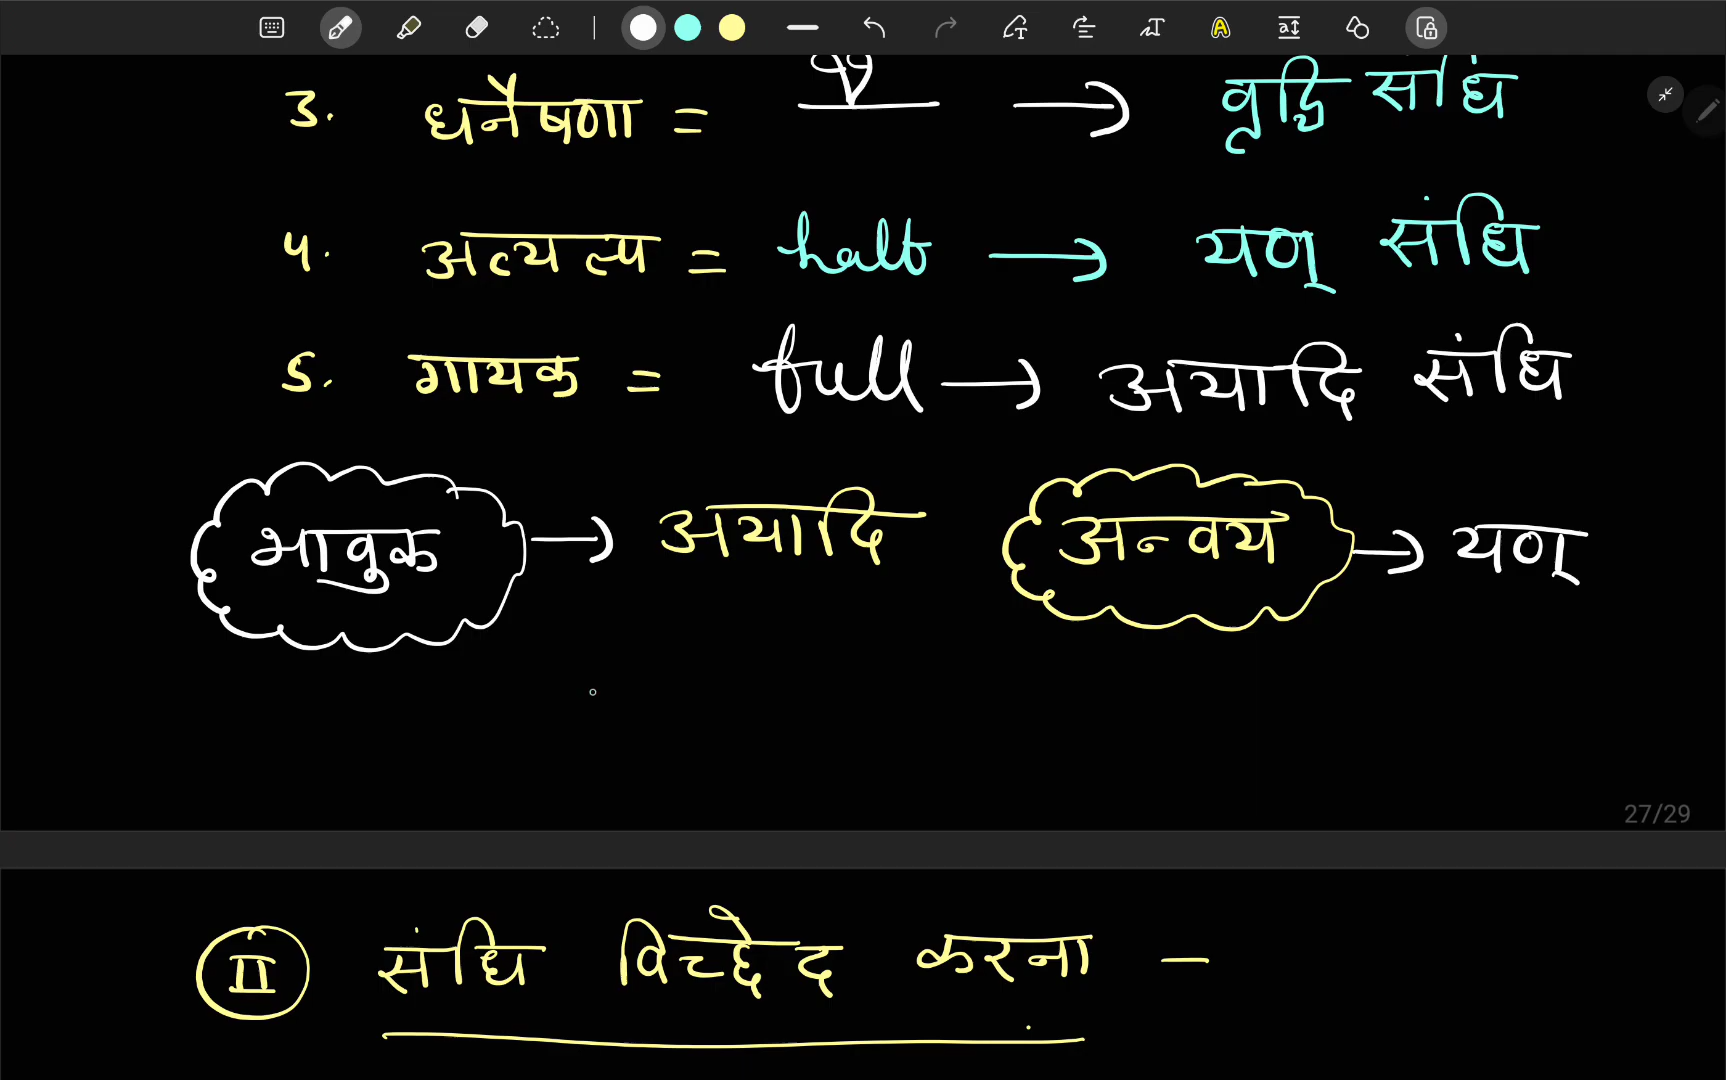 3. धनैषणा = → वृद्धि संधि
4. अत्यल्प = half → यण् संधि
5. गायक = full → अयादि संधि
भावुक → अयादि अन्वय → यण्
27/29
II संधि विच्छेद करना -